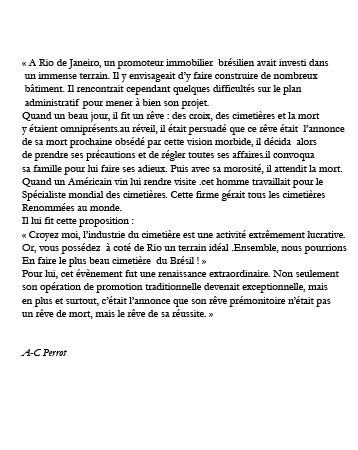 « A Rio de Janeiro, un promoteur immobilier  brésilien avait investi dans
un immense terrain. Il y envisageait d’y faire construire de nombreux
bâtiment. Il rencontrait cependant quelques difficultés sur le plan
administratif  pour mener à bien son projet.
Quand un beau jour, il fit un rêve : des croix, des cimetières et la mort
y étaient omniprésents.au réveil, il était persuadé que ce rêve était  l’annonce
de sa mort prochaine obsédé par cette vision morbide, il décida  alors
de prendre ses précautions et de régler toutes ses affaires.il convoqua
sa famille pour lui faire ses adieux. Puis avec sa morosité, il attendit la mort.
Quand un Américain vin lui rendre visite .cet homme travaillait pour le
Spécialiste mondial des cimetières. Cette firme gérait tous les cimetières
Renommées au monde.
Il lui fit cette proposition :
« Croyez moi, l’industrie du cimetière est une activité extrêmement lucrative.
Or, vous possédez  à coté de Rio un terrain idéal .Ensemble, nous pourrions
En faire le plus beau cimetière  du Brésil ! »
Pour lui, cet évènement fut une renaissance extraordinaire. Non seulement
son opération de promotion traditionnelle devenait exceptionnelle, mais
en plus et surtout, c’était l’annonce que son rêve prémonitoire n’était pas
un rêve de mort, mais le rêve de sa réussite. »
A-C Perrot